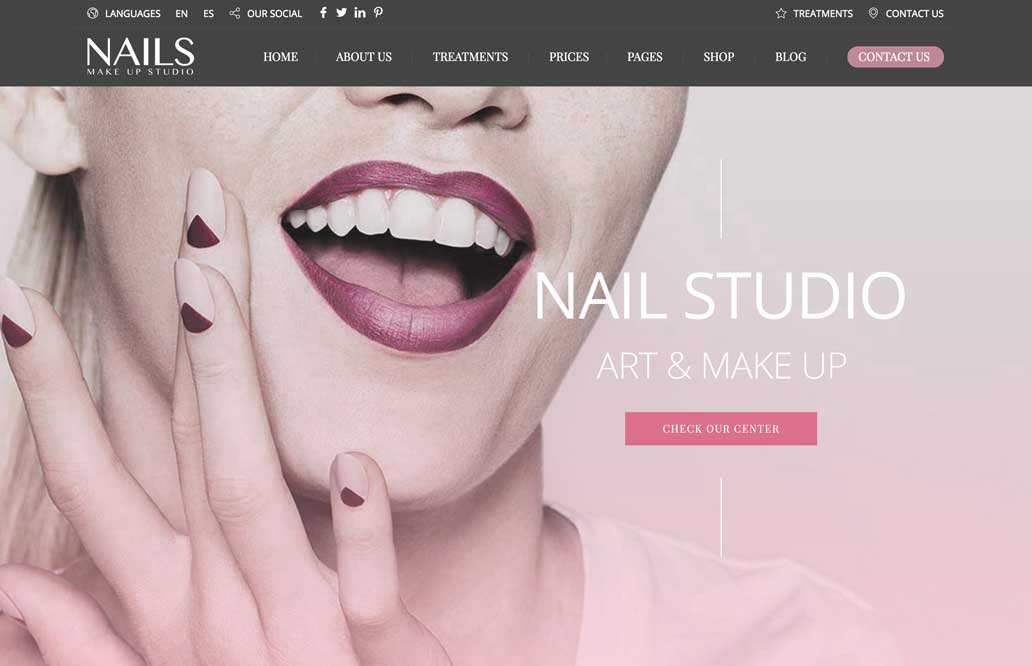 LANGUAGES EN ES OUR SOCIAL TREATMENTS CONTACT US
NAILS
MAKE UP STUDIO
HOME ABOUT US TREATMENTS PRICES PAGES SHOP BLOG CONTACT US
NAIL STUDIO
ART & MAKE UP
CHECK OUR CENTER